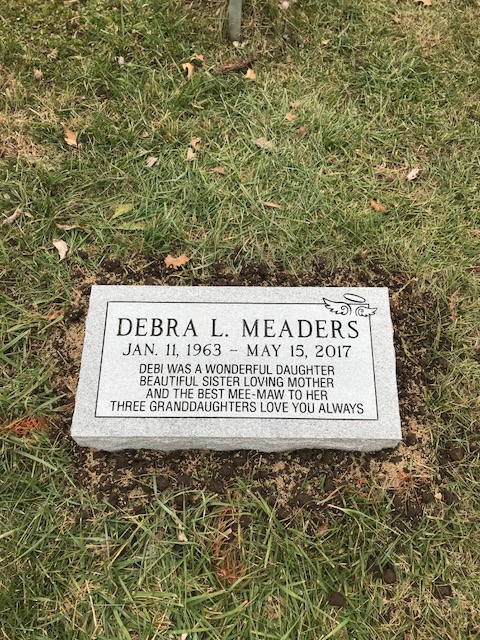 DEBRA L. MEADERS
JAN. 11, 1963 – MAY 15, 2017
DEBI WAS A WONDERFUL DAUGHTER
BEAUTIFUL SISTER LOVING MOTHER
AND THE BEST MEE-MAW TO HER
THREE GRANDDAUGHTERS LOVE YOU ALWAYS